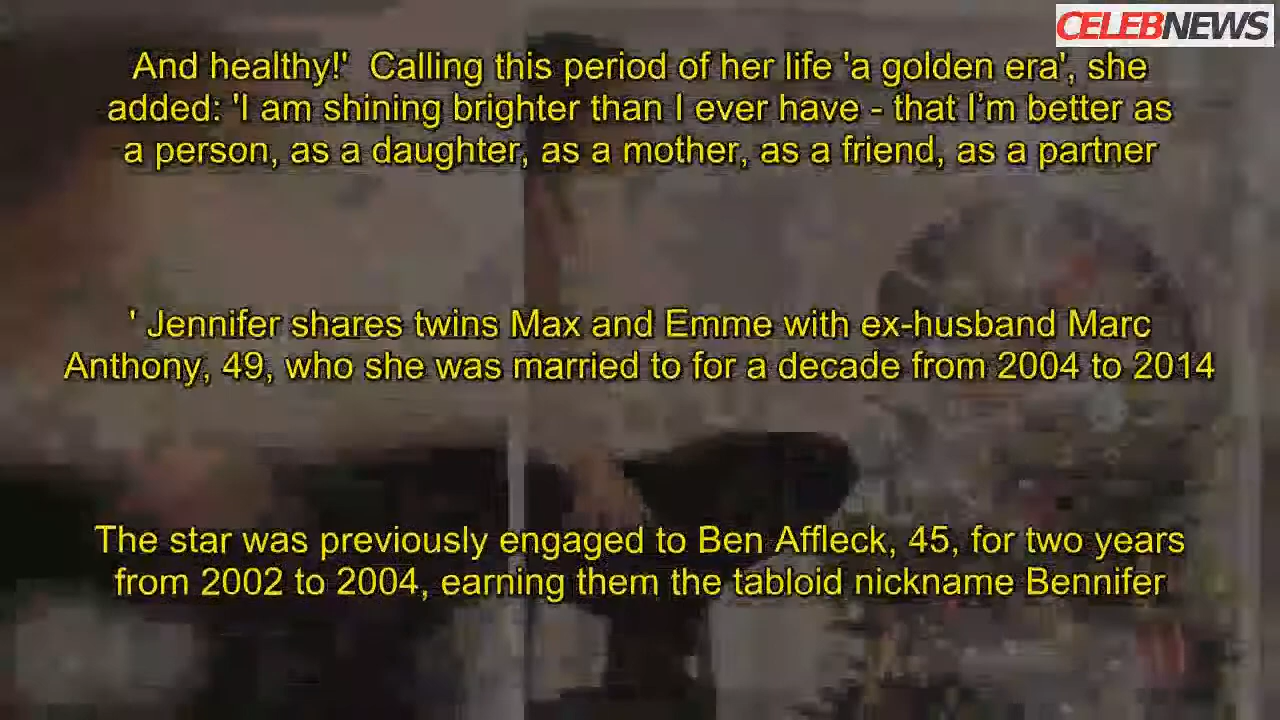 CELEBNEWS
And healthy!'  Calling this period of her life 'a golden era', she
added: 'I am shining brighter than I ever have - that I’m better as
a person, as a daughter, as a mother, as a friend, as a partner
' Jennifer shares twins Max and Emme with ex-husband Marc
Anthony, 49, who she was married to for a decade from 2004 to 2014
The star was previously engaged to Ben Affleck, 45, for two years
from 2002 to 2004, earning them the tabloid nickname Bennifer